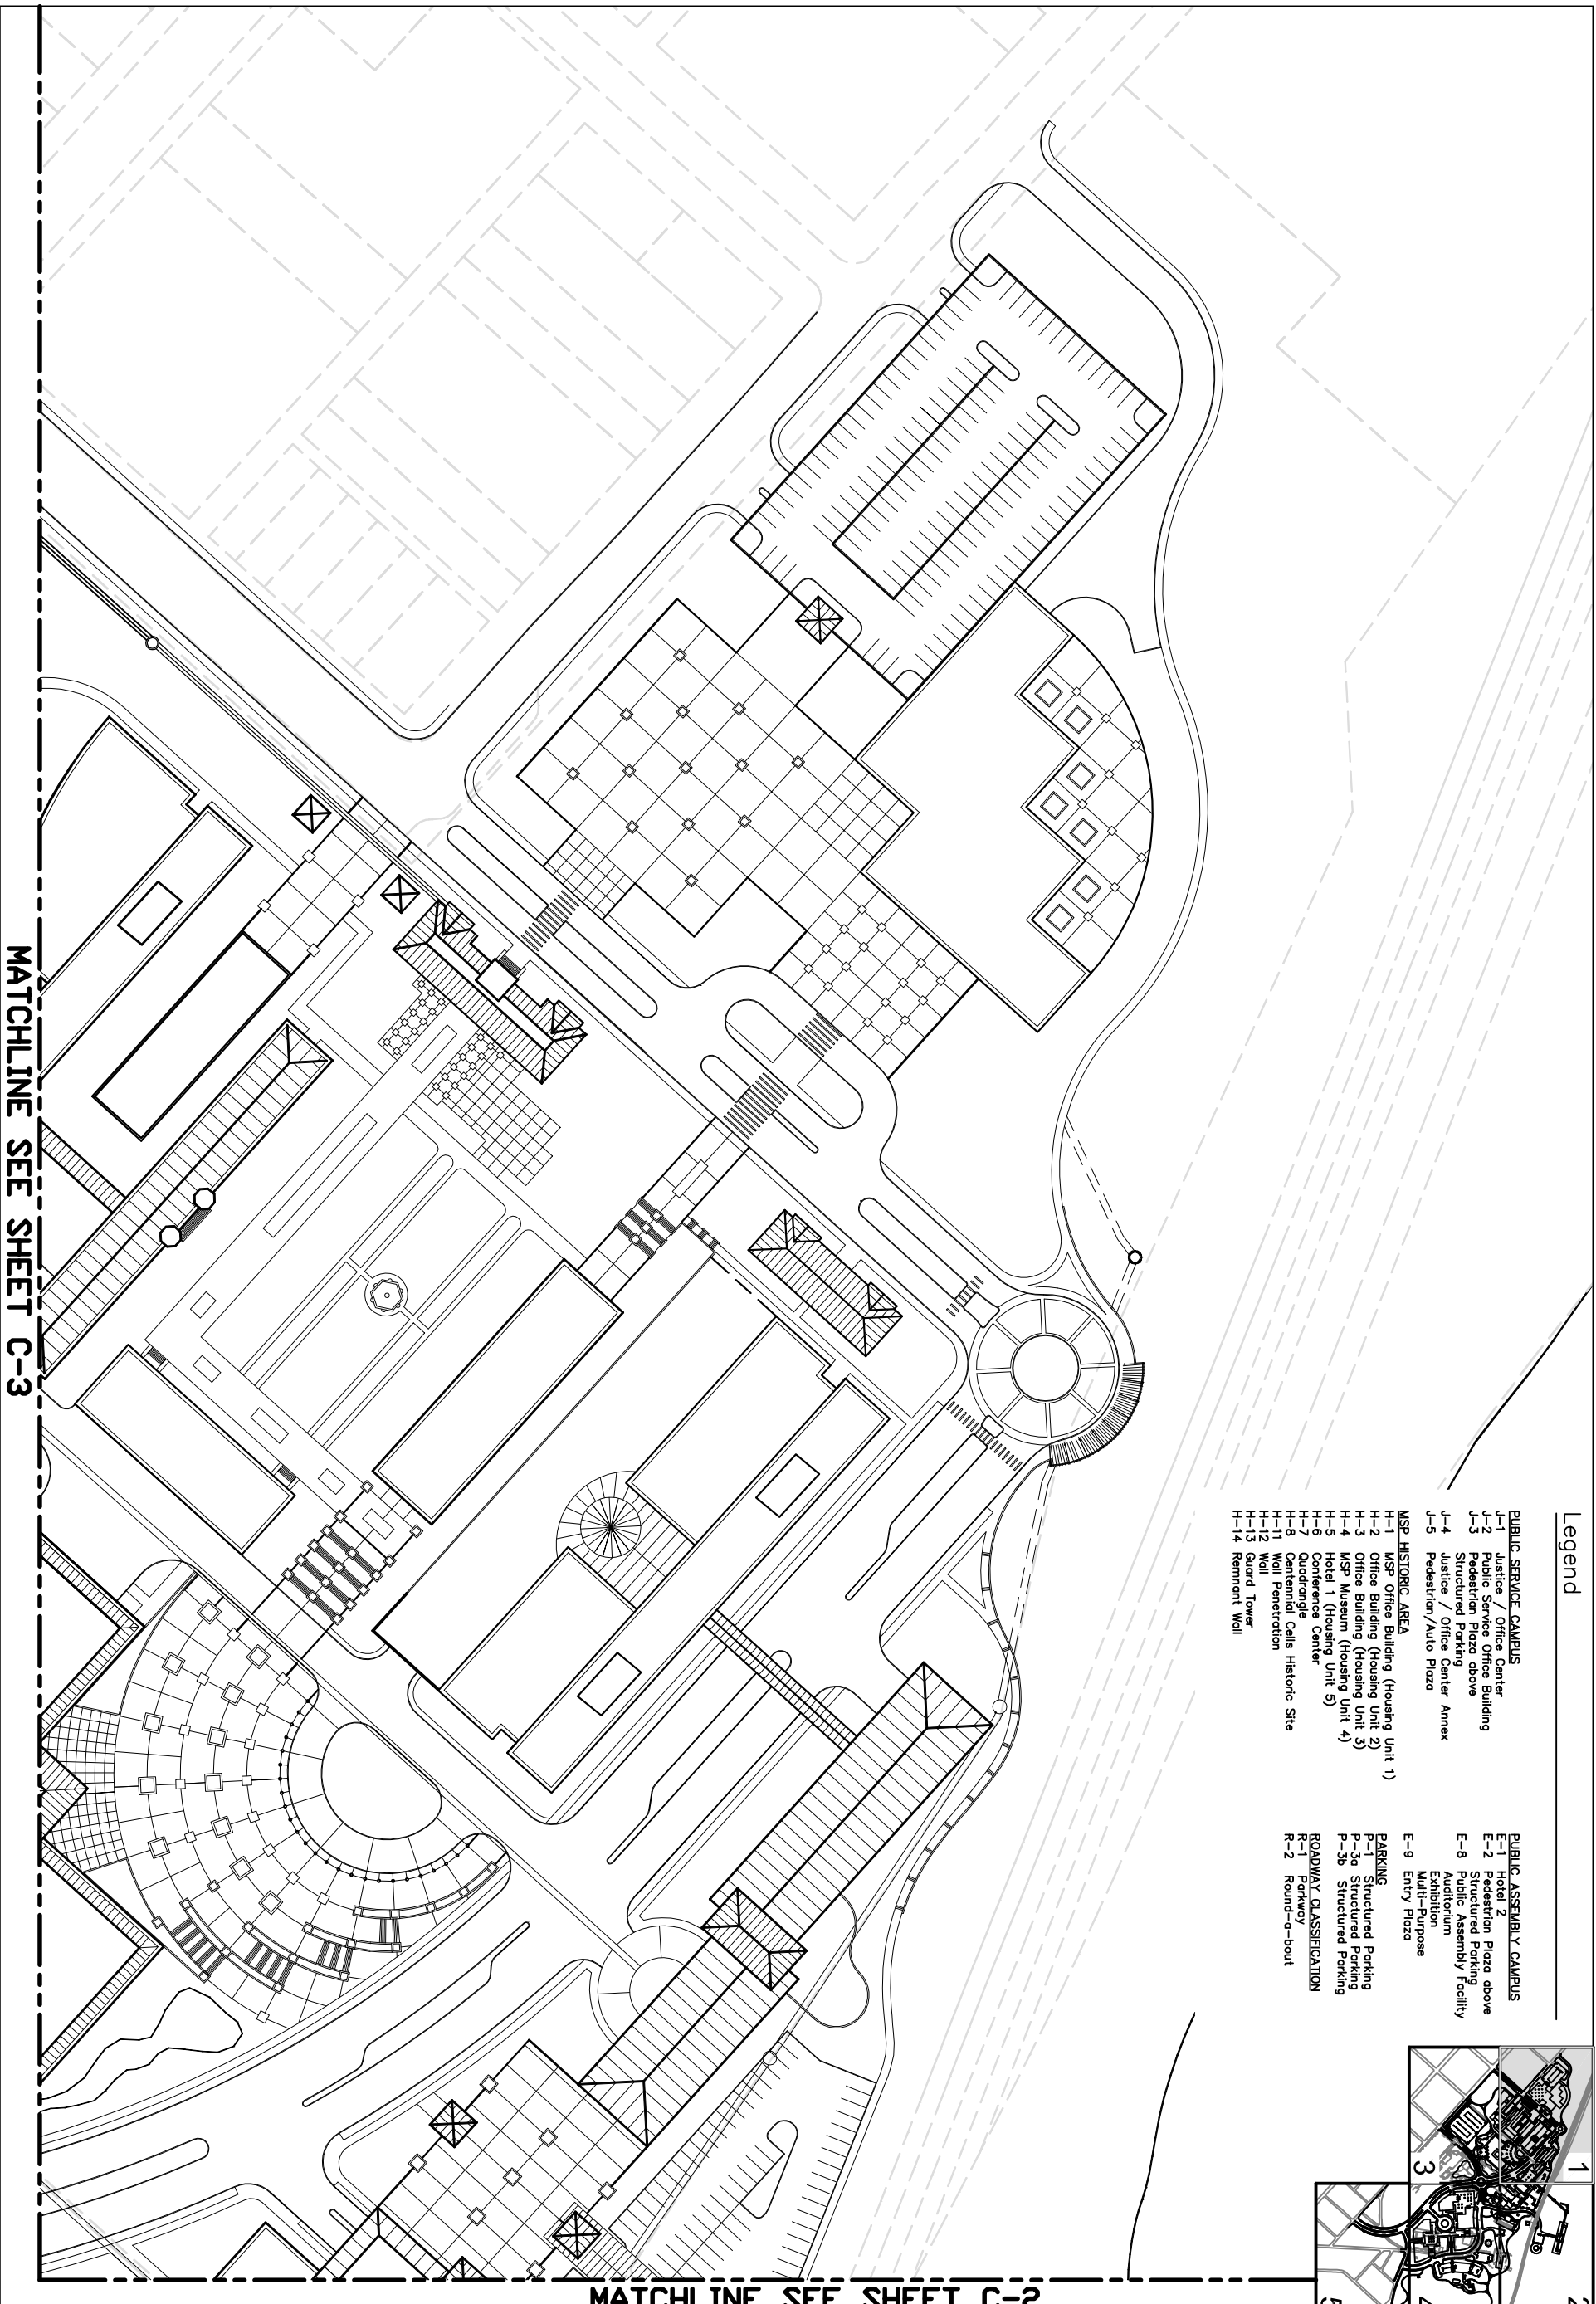 Legend
PUBLIC SERVICE CAMPUS
J-1 Justice / Office Center
J-2 Public Service Office Building
J-3 Pedestrian Plaza above
Structured Parking
J-4 Justice / Office Center Annex
J-5 Pedestrian/Auto Plaza
MSP HISTORIC AREA
H-1 MSP Office Building (Housing Unit 1)
H-2 Office Building (Housing Unit 2)
H-3 Office Building (Housing Unit 3)
H-4 MSP Museum (Housing Unit 4)
H-5 Hotel 1 (Housing Unit 5)
H-6 Conference Center
H-7 Quadrangle
H-8 Centennial Cells Historic Site
H-11 Wall Penetration
H-12 Wall
H-13 Guard Tower
H-14 Remnant Wall
PUBLIC ASSEMBLY CAMPUS
E-1 Hotel 2
E-2 Pedestrian Plaza above
Structured Parking
E-8 Public Assembly Facility
Auditorium
Exhibition
Multi-Purpose
E-9 Entry Plaza
PARKING
P-1 Structured Parking
P-3a Structured Parking
P-3b Structured Parking
ROADWAY CLASSIFICATION
R-1 Parkway
R-2 Round-a-bout
1
2
3
4
5
MATCHLINE SEE SHEET C-3
MATCHLINE SEE SHEET C-2